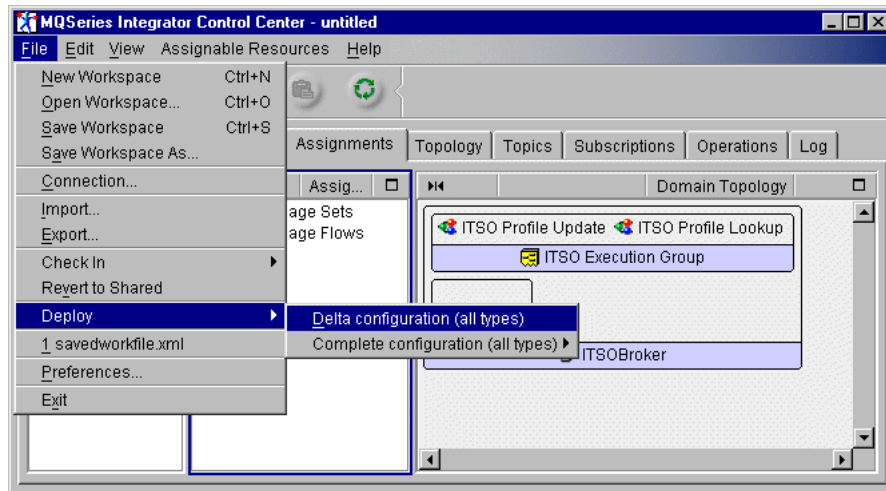 MQSeries Integrator Control Center - untitled
File Edit View Assignable Resources Help
New Workspace Ctrl+N
Open Workspace... Ctrl+O
Save Workspace Ctrl+S
Save Workspace As...
Connection...
Import...
Export...
Check In
Revert to Shared
Deploy
1 savedworkfile.xml
Preferences...
Exit
Delta configuration (all types)
Complete configuration (all types)
Assignments Topology Topics Subscriptions Operations Log
Assig...
age Sets
age Flows
Domain Topology
ITSO Profile Update ITSO Profile Lookup
ITSO Execution Group
ITSOBroker